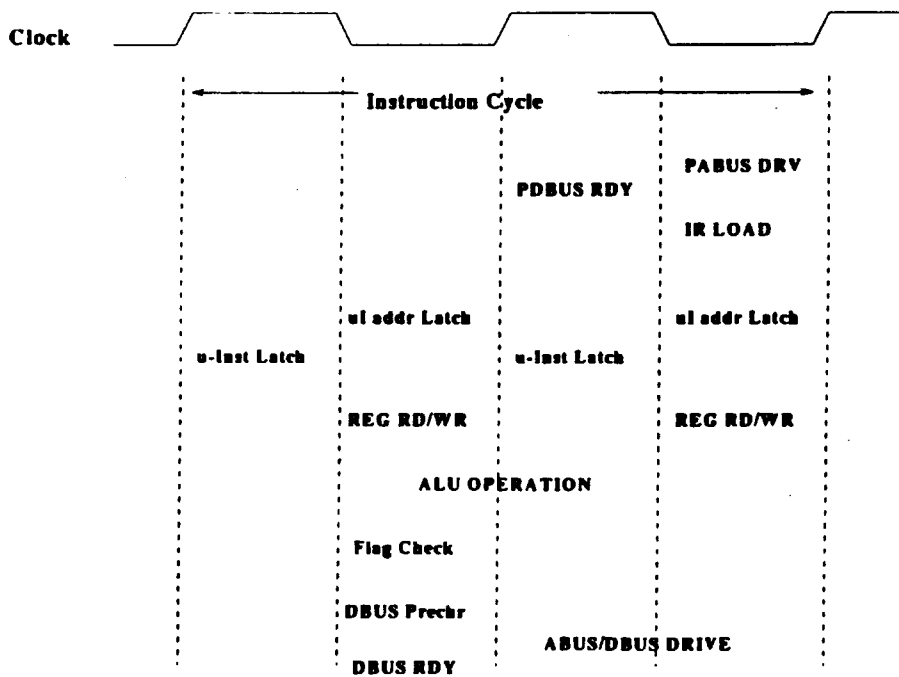 Clock
Instruction Cycle
PABUS DRV
PDBUS RDY
IR LOAD
uI addr Latch
uI addr Latch
u-Inst Latch
u-Inst Latch
REG RD/WR
REG RD/WR
ALU OPERATION
Flag Check
DBUS Prechr
ABUS/DBUS DRIVE
DBUS RDY